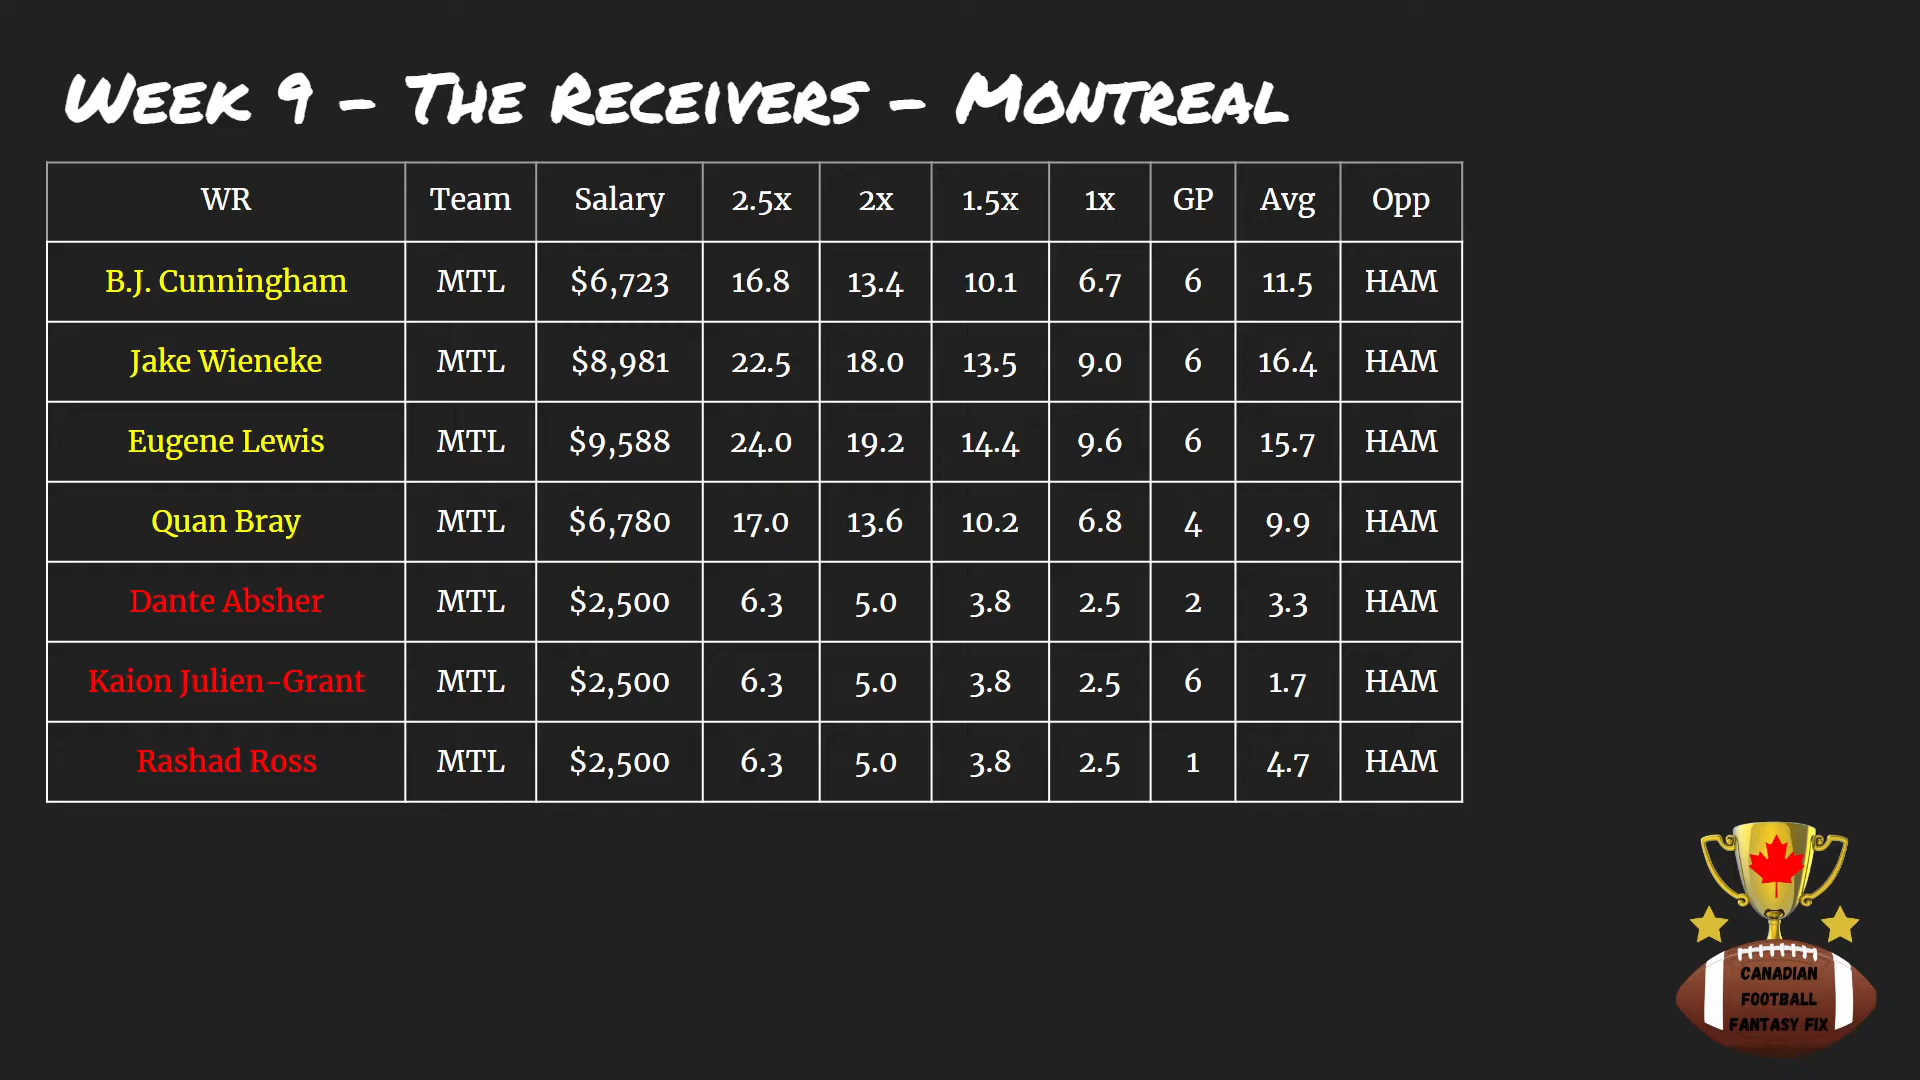 Week 9 - The Receivers - Montreal
WR Team Salary 2.5x 2x 1.5x 1x GP Avg Opp
B.J. Cunningham MTL $6,723 16.8 13.4 10.1 6.7 6 11.5 HAM
Jake Wieneke MTL $8,981 22.5 18.0 13.5 9.0 6 16.4 HAM
Eugene Lewis MTL $9,588 24.0 19.2 14.4 9.6 6 15.7 HAM
Quan Bray MTL $6,780 17.0 13.6 10.2 6.8 4 9.9 HAM
Dante Absher MTL $2,500 6.3 5.0 3.8 2.5 2 3.3 HAM
Kaion Julien-Grant MTL $2,500 6.3 5.0 3.8 2.5 6 1.7 HAM
Rashad Ross MTL $2,500 6.3 5.0 3.8 2.5 1 4.7 HAM
CANADIAN
FOOTBALL
FANTASY FIX